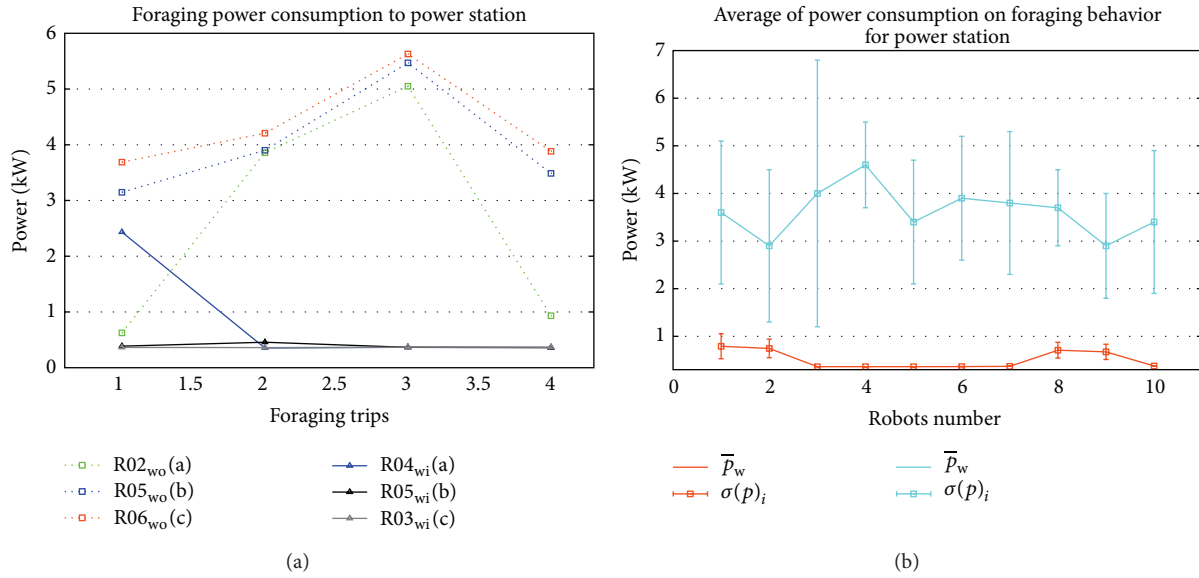 Foraging power consumption to power station
6
5
4
3
2
1
0
Power (kW)
1
1.5
2
2.5
3
3.5
4
Foraging trips
R02wo(a)
R05wo(b)
R06wo(c)
R04wi(a)
R05wi(b)
R03wi(c)
(a)
Average of power consumption on foraging behavior
for power station
7
6
5
4
3
2
1
Power (kW)
0
2
4
6
8
10
Robots number
p̅w
σ(p)i
p̅w
σ(p)i
(b)